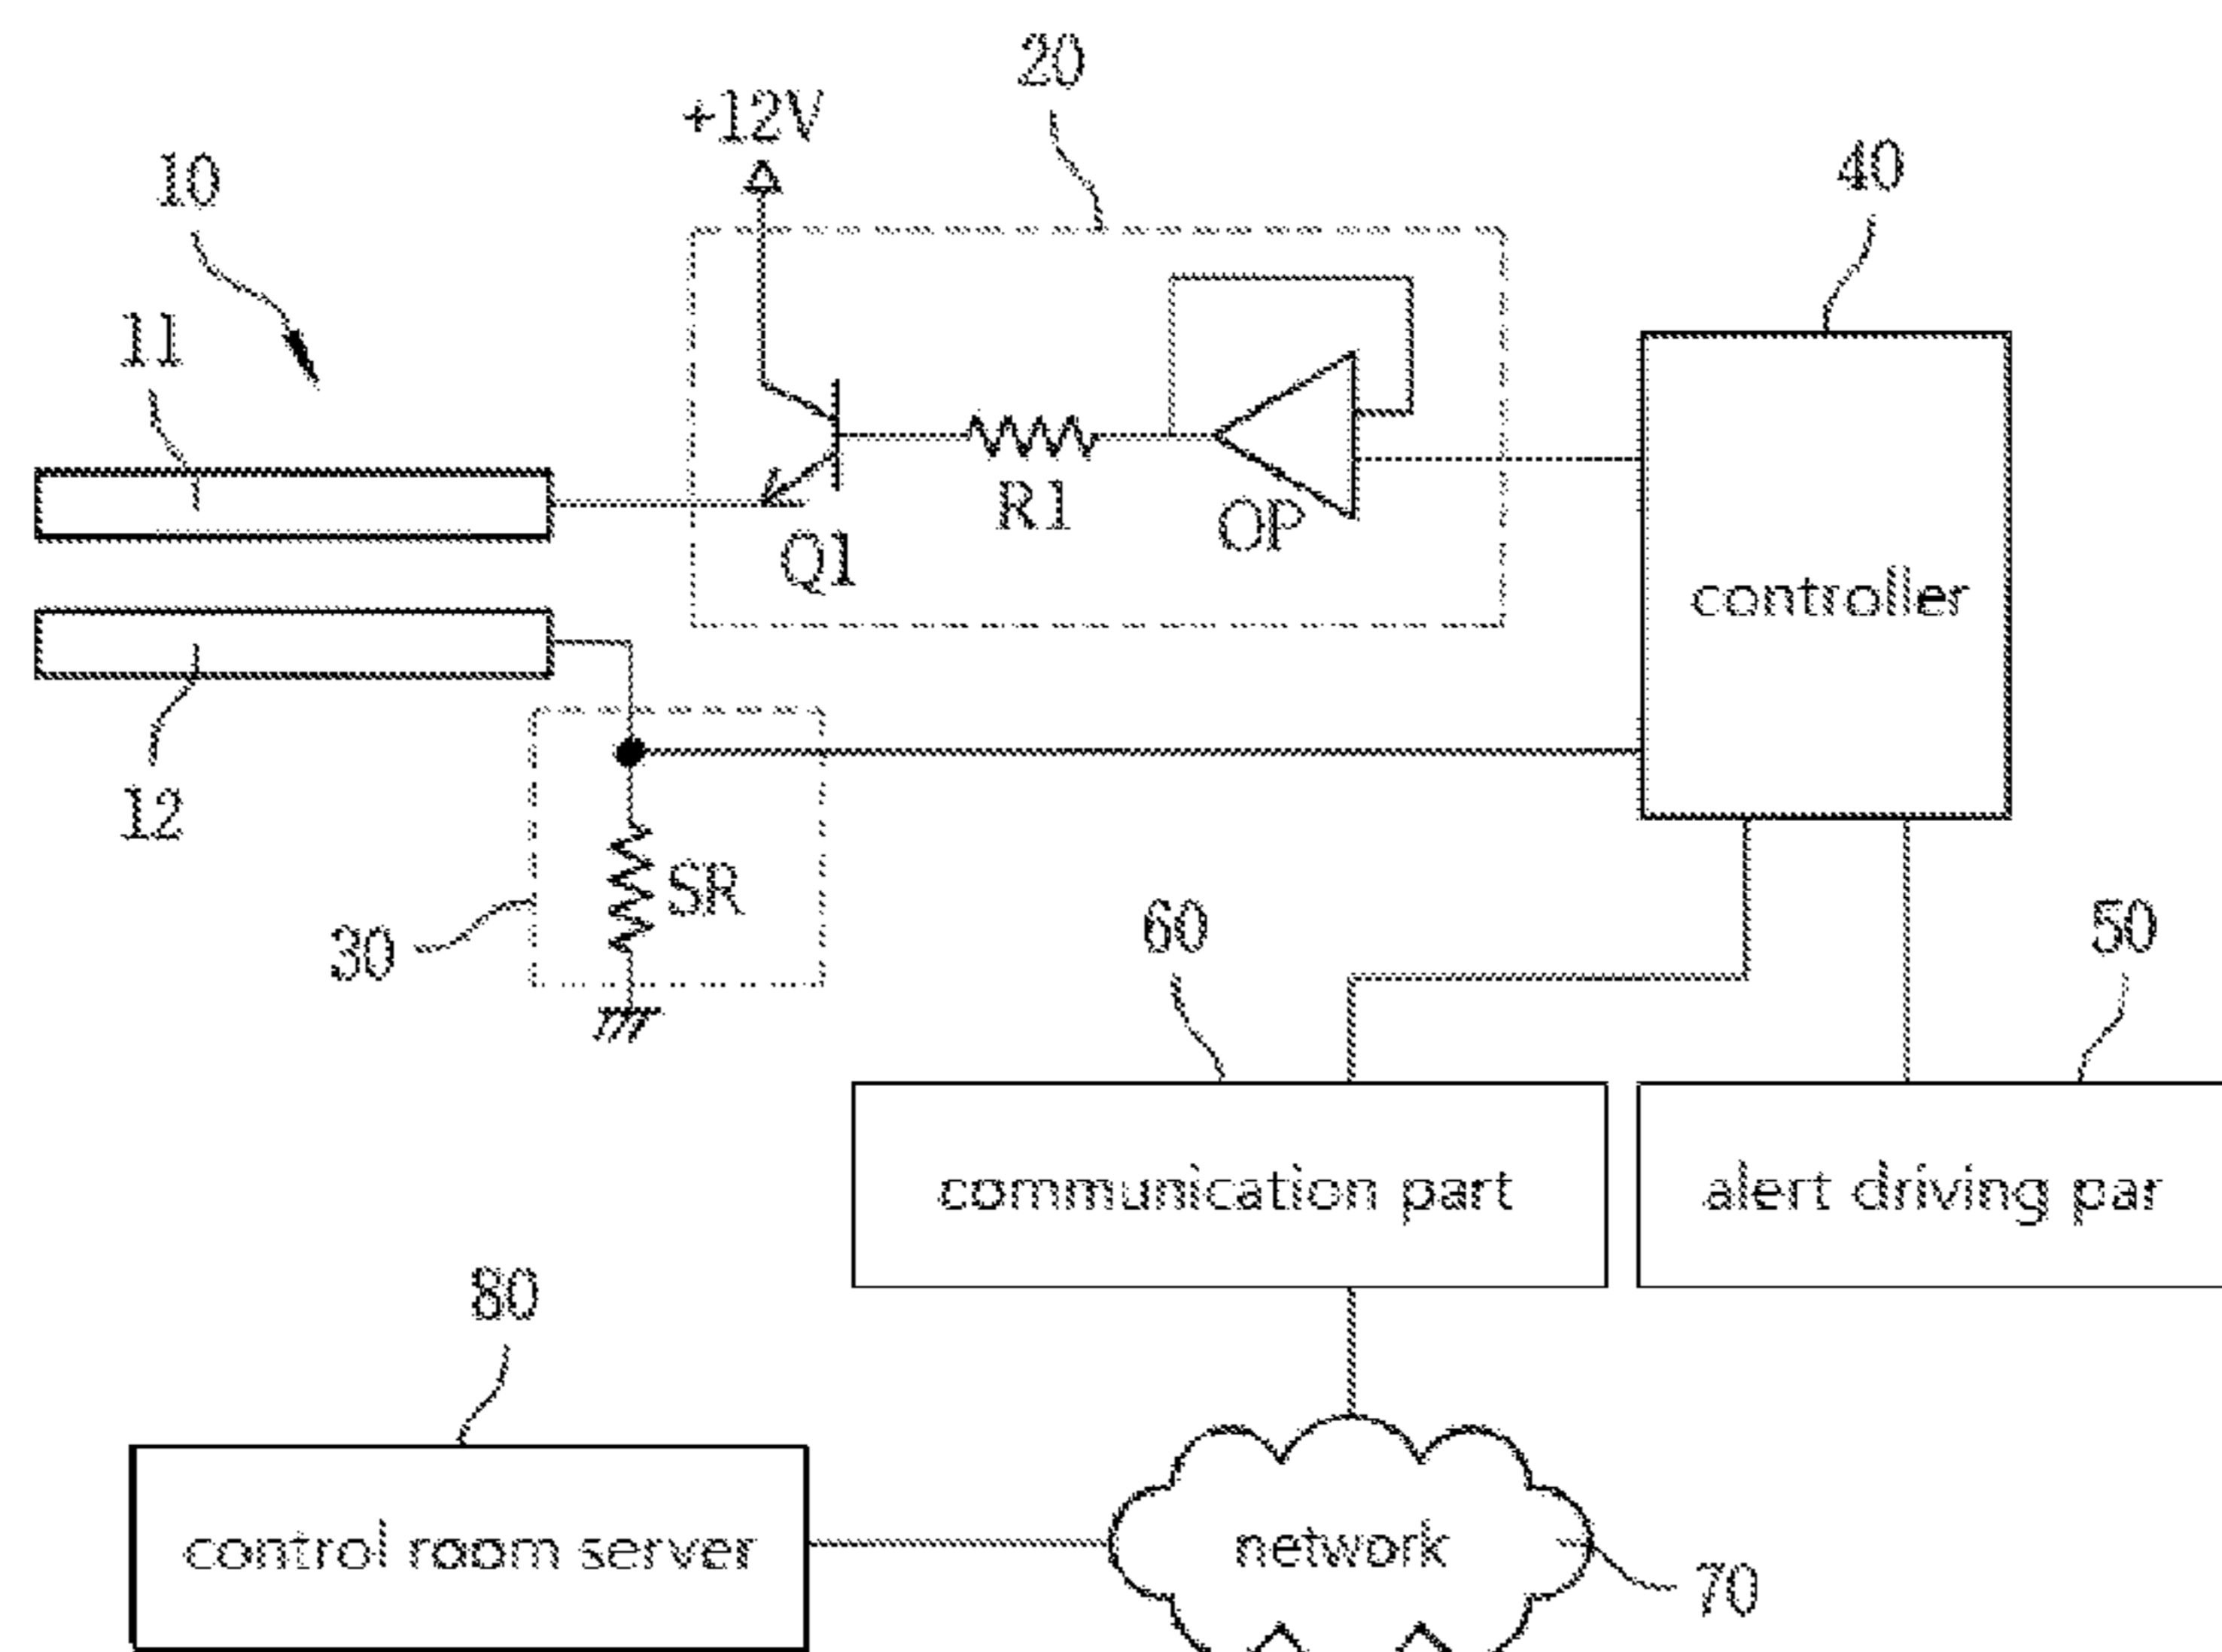 20
+12V
10
40
11
R1
OP
Q1
controller
12
SR
30
60
50
communication part
alert driving par
80
control room server
network
70